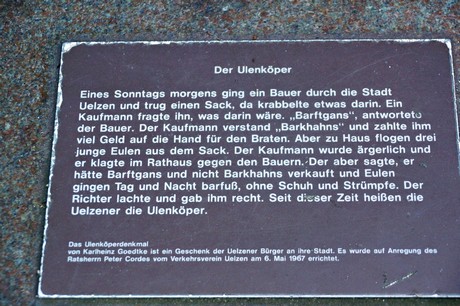 Der Ulenköper
Eines Sonntags morgens ging ein Bauer durch die Stadt
Uelzen und trug einen Sack, da krabbelte etwas darin. Ein
Kaufmann fragte ihn, was darin wäre. „Barftgans", antwortete
der Bauer. Der Kaufmann verstand „Barkhahns" und zahlte ihm
viel Geld auf die Hand für den Braten. Aber zu Haus flogen drei
junge Eulen aus dem Sack. Der Kaufmann wurde ärgerlich und
er klagte im Rathaus gegen den Bauern. Der aber sagte, er
hätte Barftgans und nicht Barkhahns verkauft und Eulen
gingen Tag und Nacht barfuß, ohne Schuh und Strümpfe. Der
Richter lachte und gab ihm recht. Seit dieser Zeit heißen die
Uelzener die Ulenköper.
Das Ulenköperdenkmal
von Karlheinz Goedtke ist ein Geschenk der Uelzener Bürger an ihre Stadt. Es wurde auf Anregung des
Ratsherrn Peter Cordes vom Verkehrsverein Uelzen am 6. Mai 1967 errichtet.